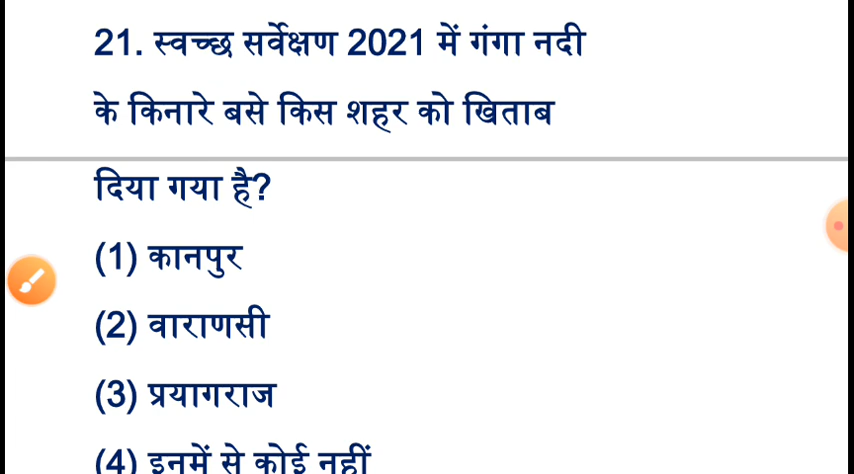 21. स्वच्छ सर्वेक्षण 2021 में गंगा नदी
के किनारे बसे किस शहर को खिताब
दिया गया है?
(1) कानपुर
(2) वाराणसी
(3) प्रयागराज
(4) इनमें से कोई नहीं